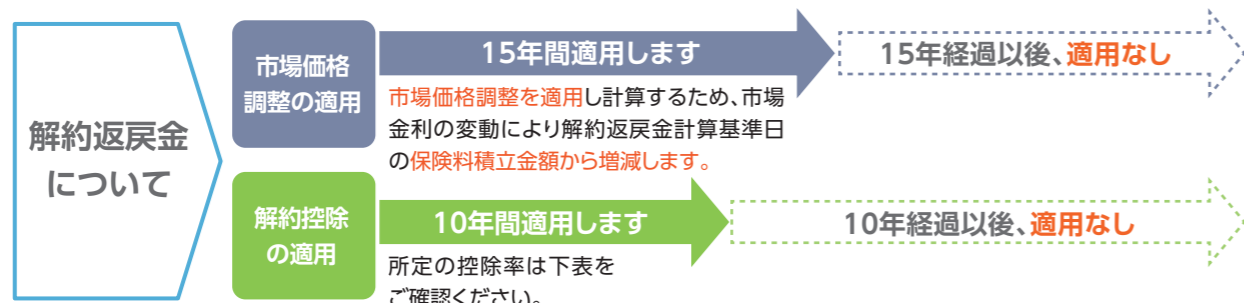 解約返戻金
について
市場価格
調整の適用
15年間適用します
15年経過以後、適用なし
市場価格調整を適用し計算するため、市場
金利の変動により解約返戻金計算基準日
の保険料積立金額から増減します。
解約控除
の適用
10年間適用します
10年経過以後、適用なし
所定の控除率は下表を
ご確認ください。